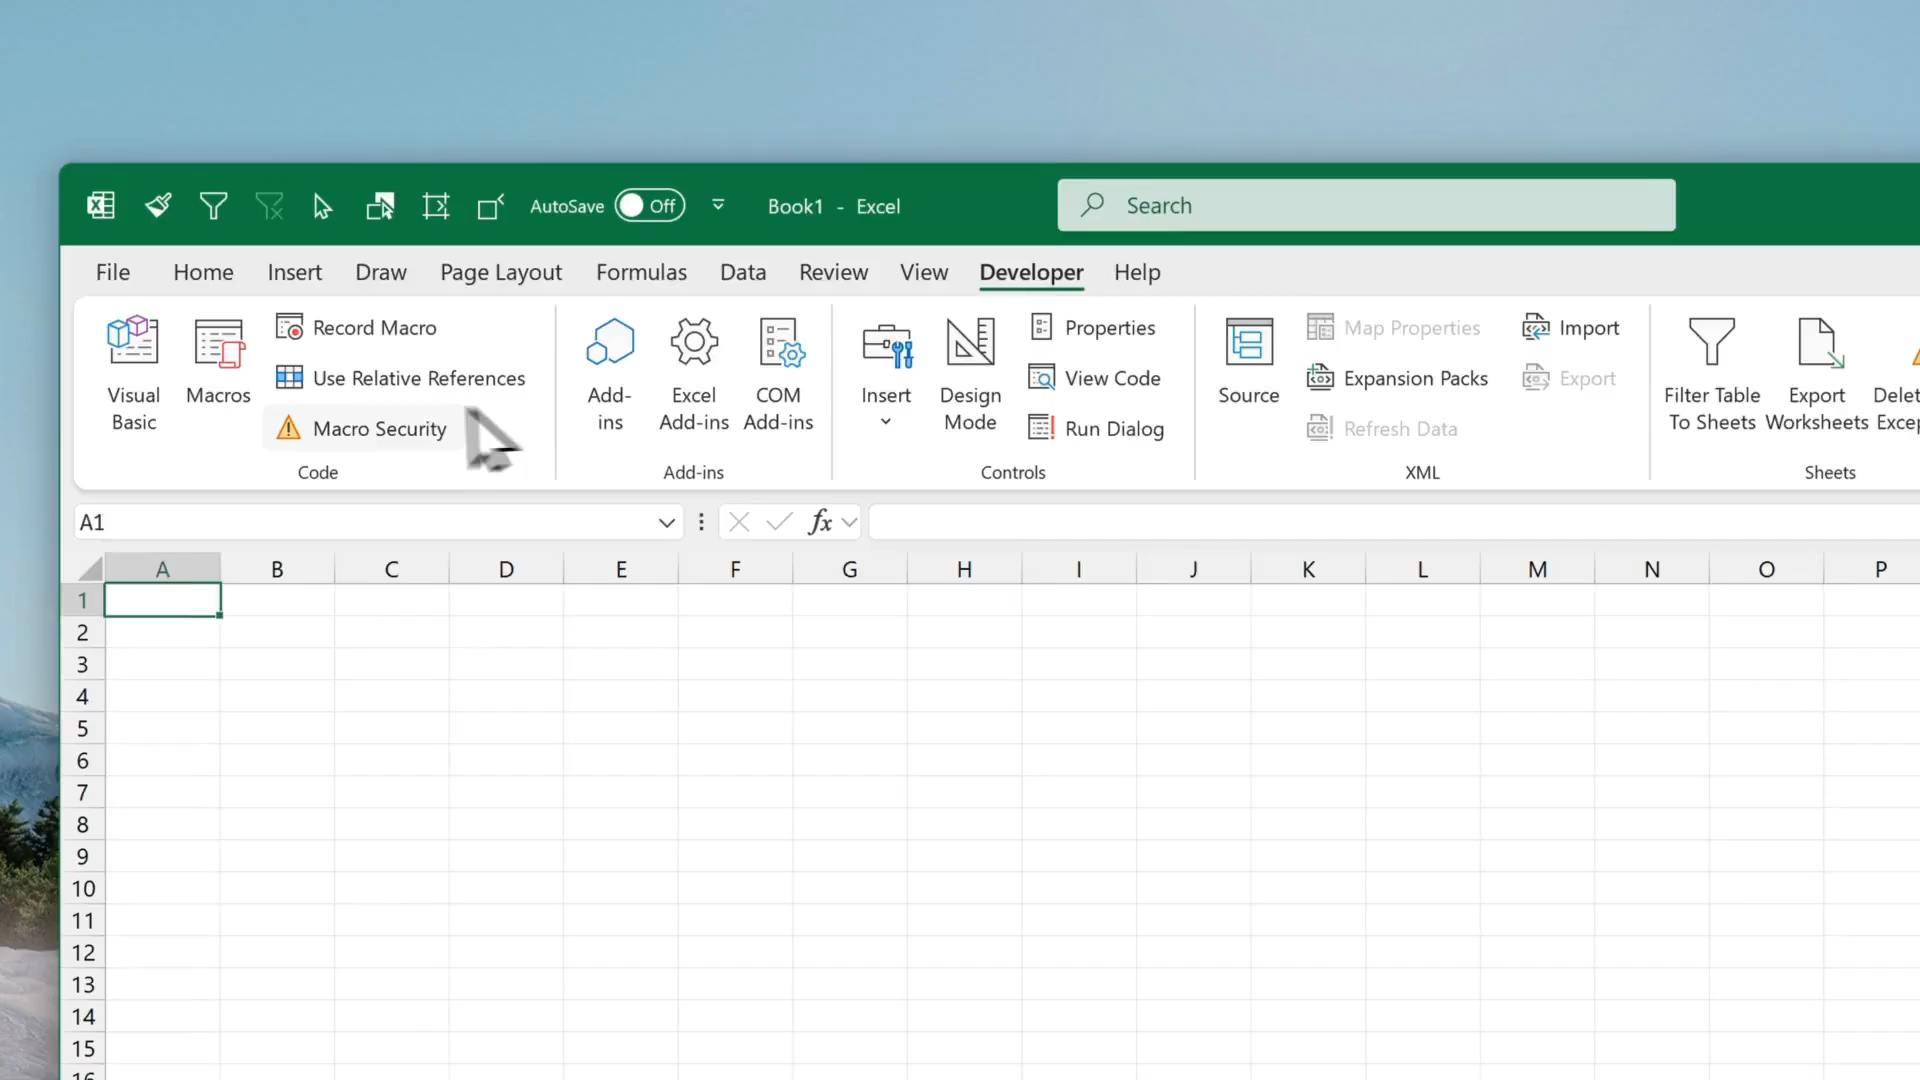 AutoSave Off Book1 - Excel Search
File Home Insert Draw Page Layout Formulas Data Review View Developer Help
Visual Basic
Macros
Record Macro
Use Relative References
Macro Security
Code
Add-ins
Excel Add-ins
COM Add-ins
Add-ins
Insert
Design Mode
Properties
View Code
Run Dialog
Controls
Source
Map Properties
Expansion Packs
Refresh Data
Import
Export
XML
Filter Table To Sheets
Export Worksheets
Sheets
A1 fx
A B C D E F G H I J K L M N O P
1
2
3
4
5
6
7
8
9
10
11
12
13
14
15